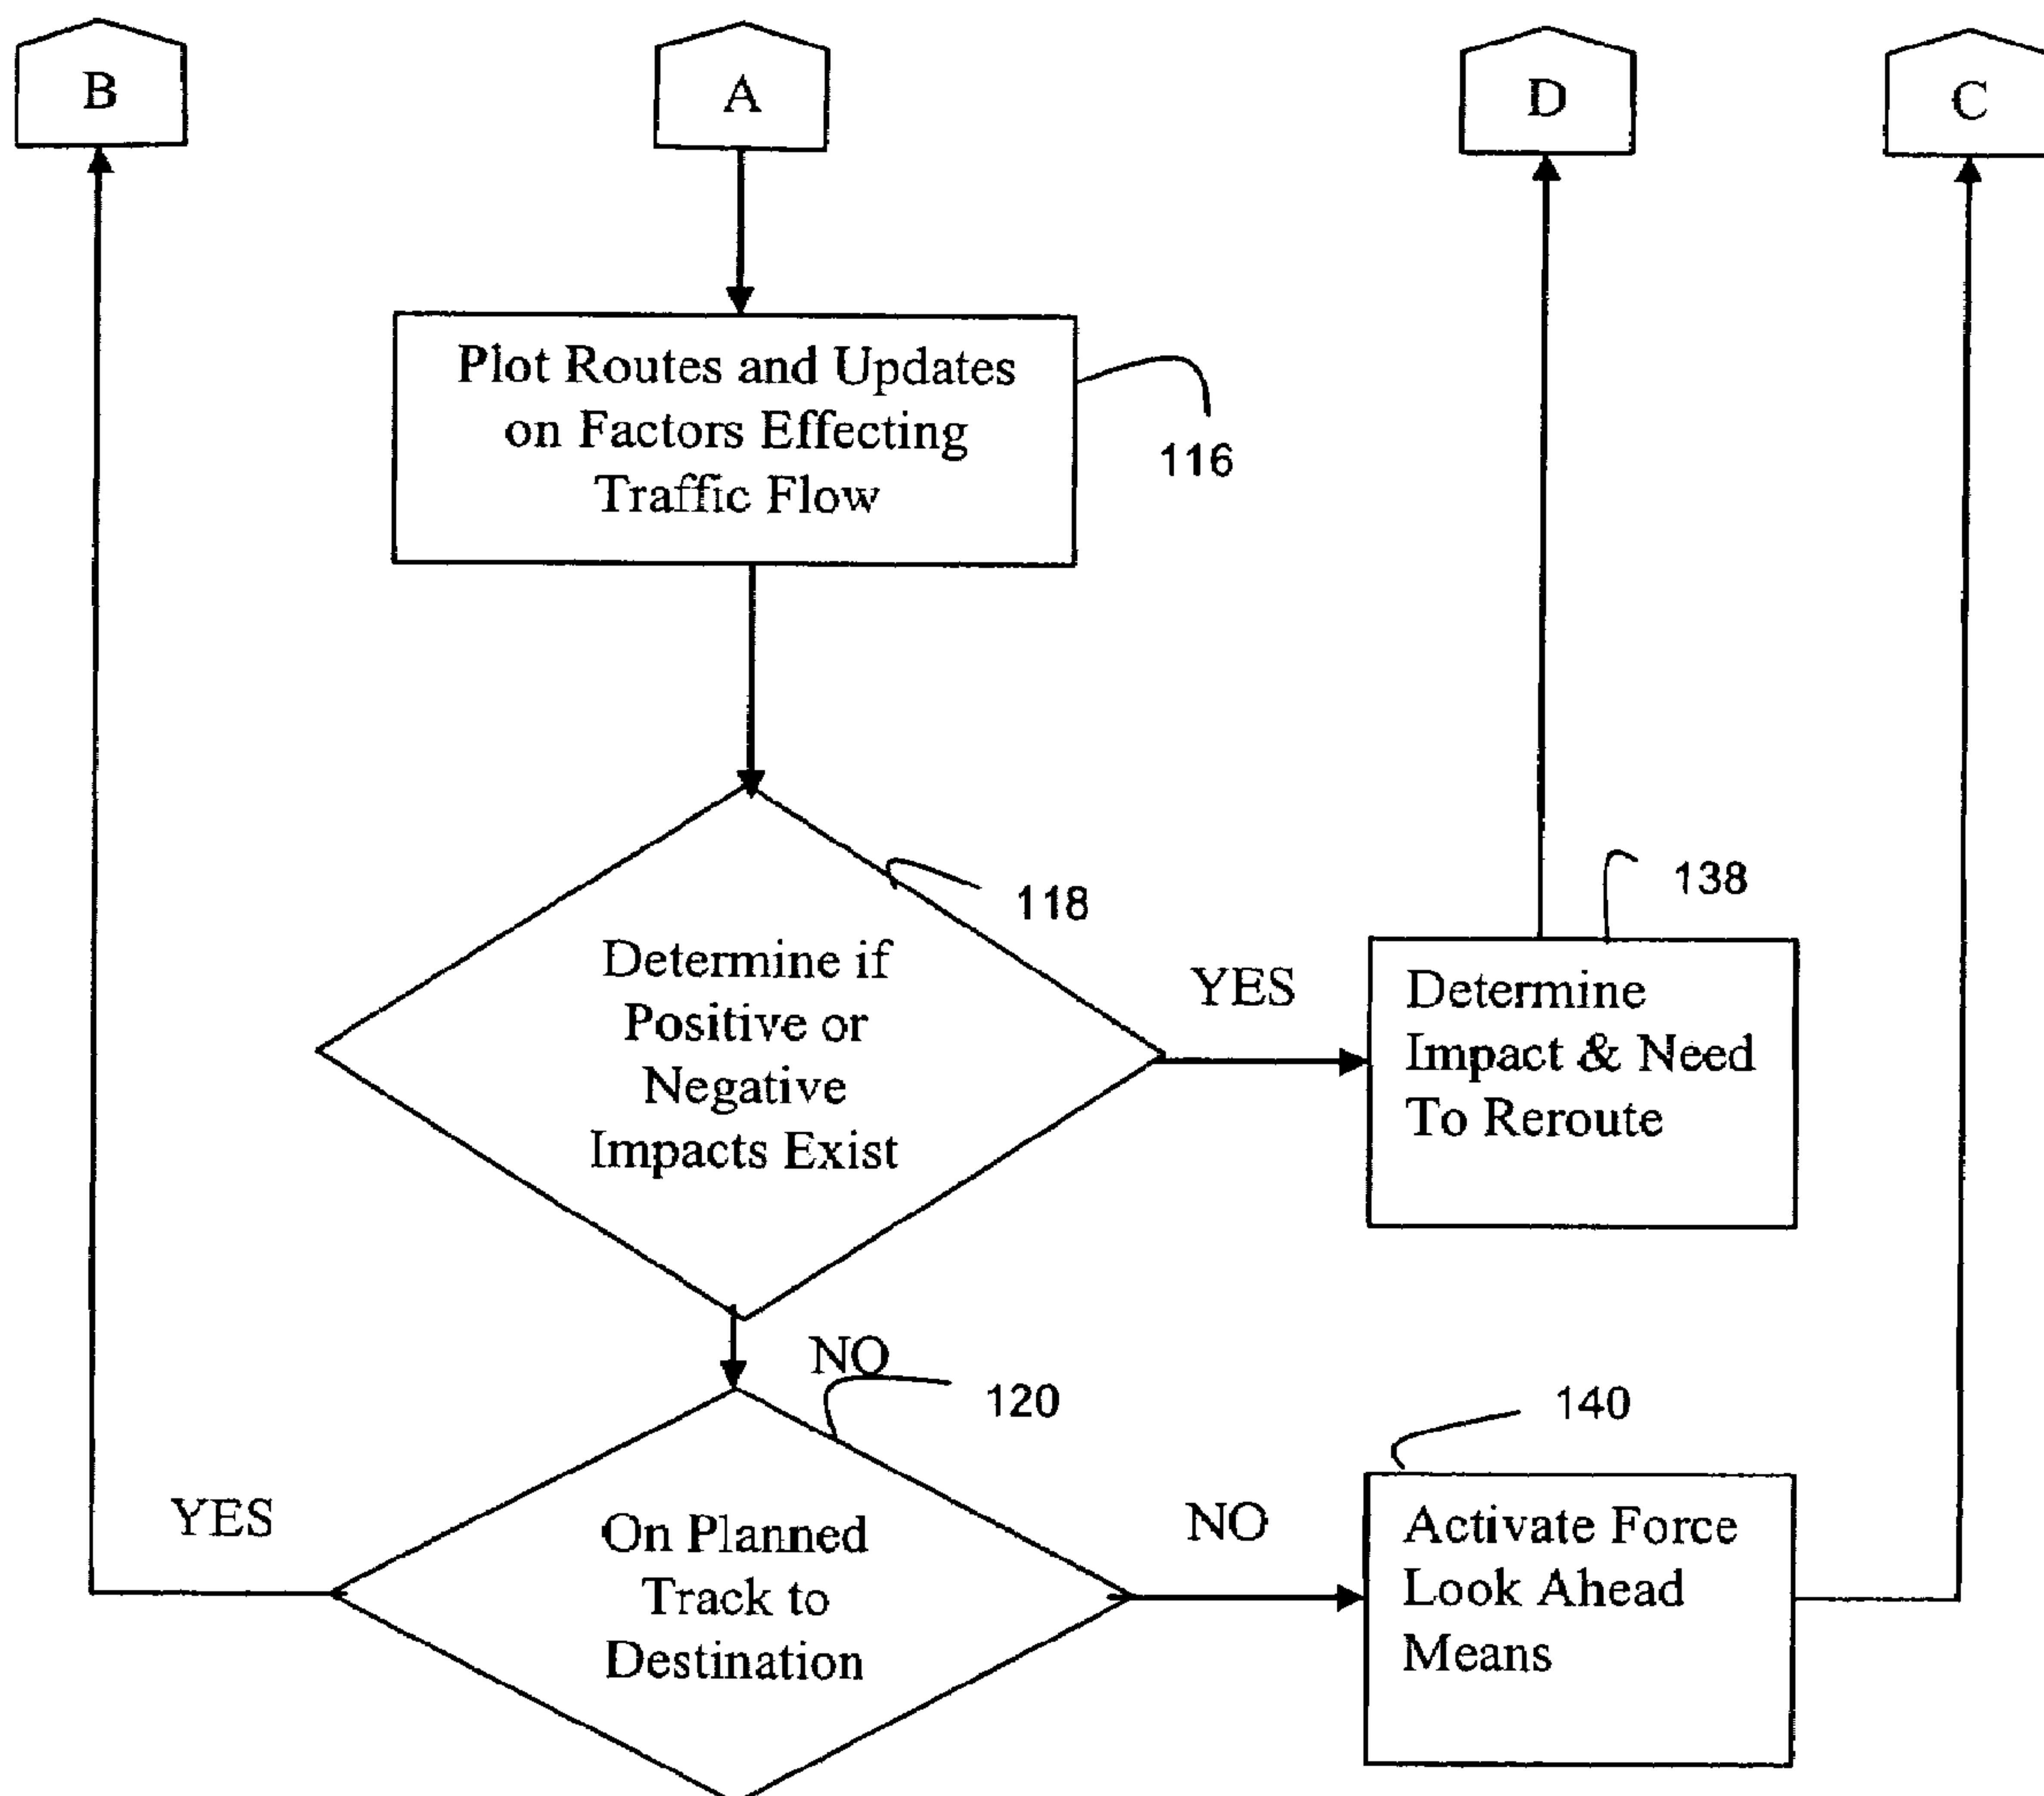 B
A
D
C
Plot Routes and Updates
on Factors Effecting
Traffic Flow
116
118
Determine if
Positive or
Negative
Impacts Exist
YES
138
Determine
Impact & Need
To Reroute
NO
120
YES
On Planned
Track to
Destination
NO
140
Activate Force
Look Ahead
Means